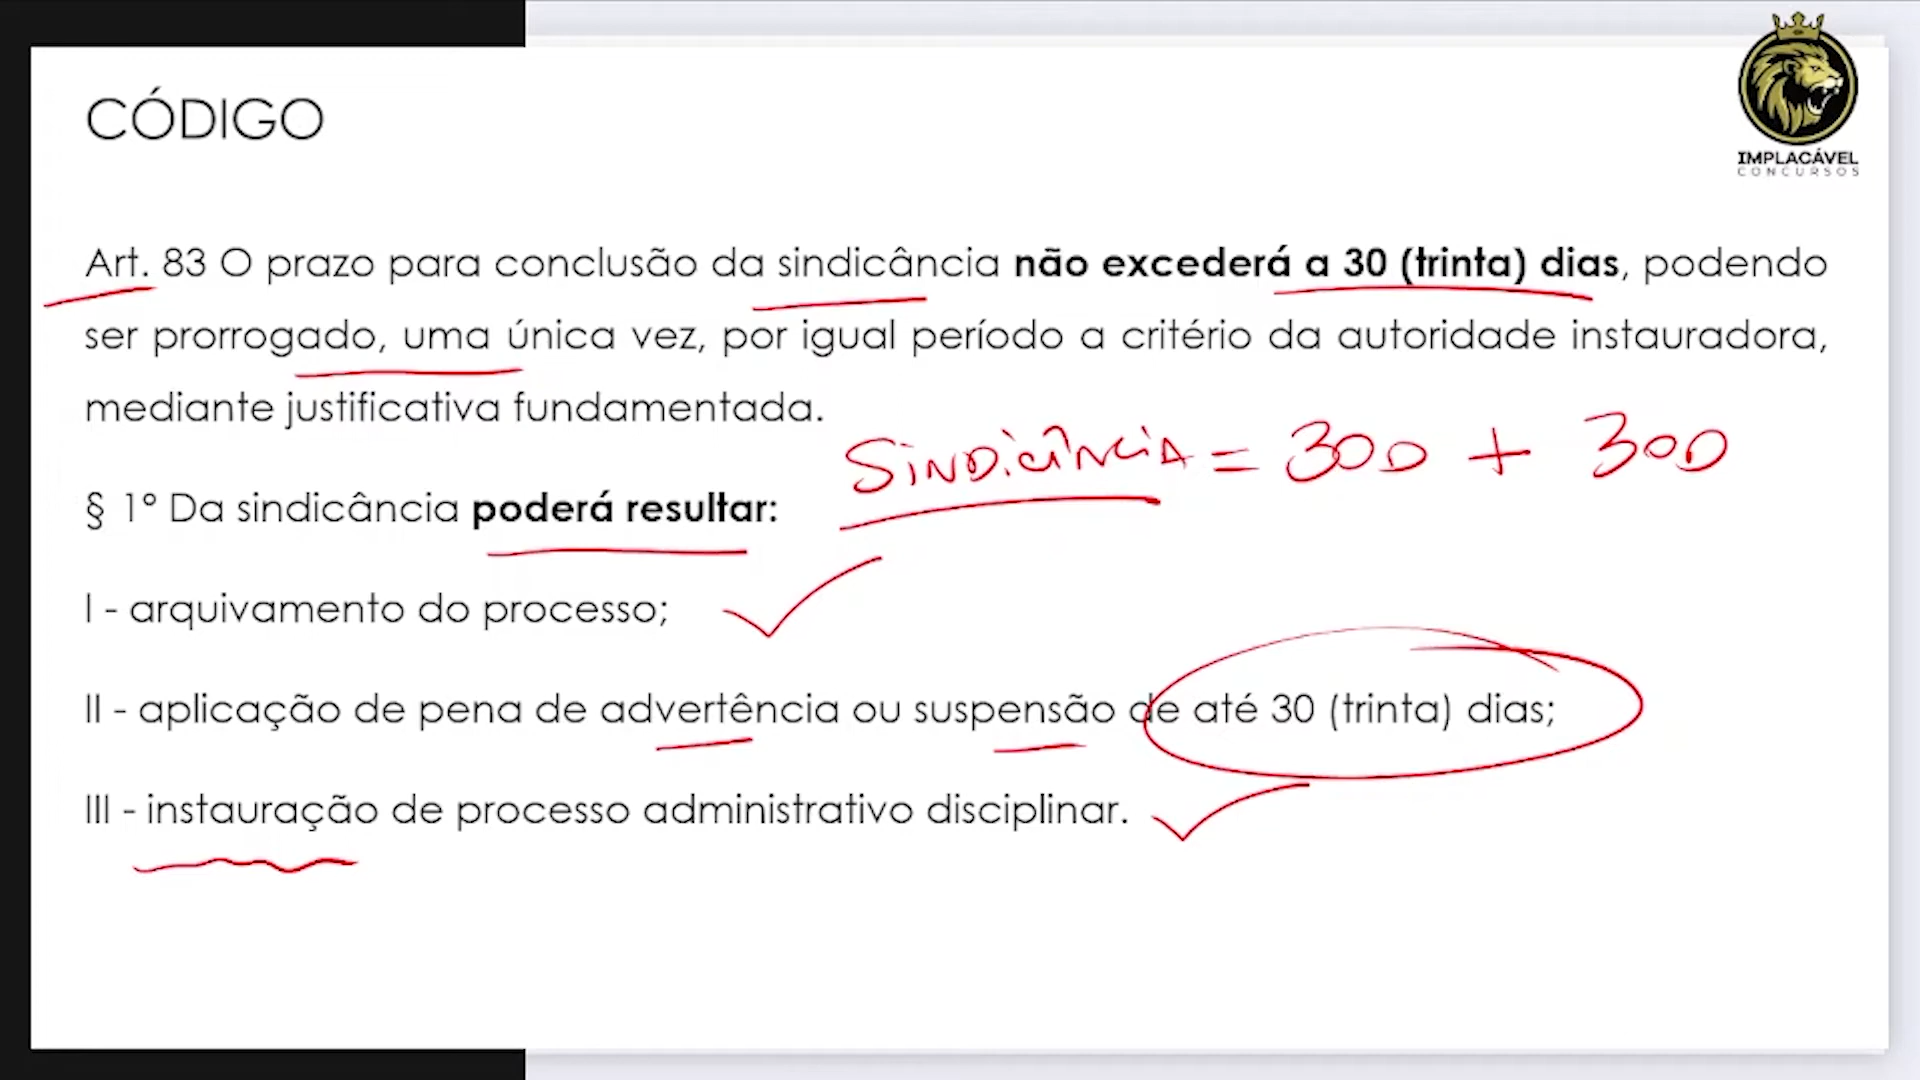 CÓDIGO
IMPLACÁVEL
CONCURSOS
Art. 83 O prazo para conclusão da sindicância não excederá a 30 (trinta) dias, podendo
ser prorrogado, uma única vez, por igual período a critério da autoridade instauradora,
mediante justificativa fundamentada.
SiNDicÂNCiA = 30D + 30D
§ 1° Da sindicância poderá resultar:
I - arquivamento do processo;
II - aplicação de pena de advertência ou suspensão de até 30 (trinta) dias;
III - instauração de processo administrativo disciplinar.